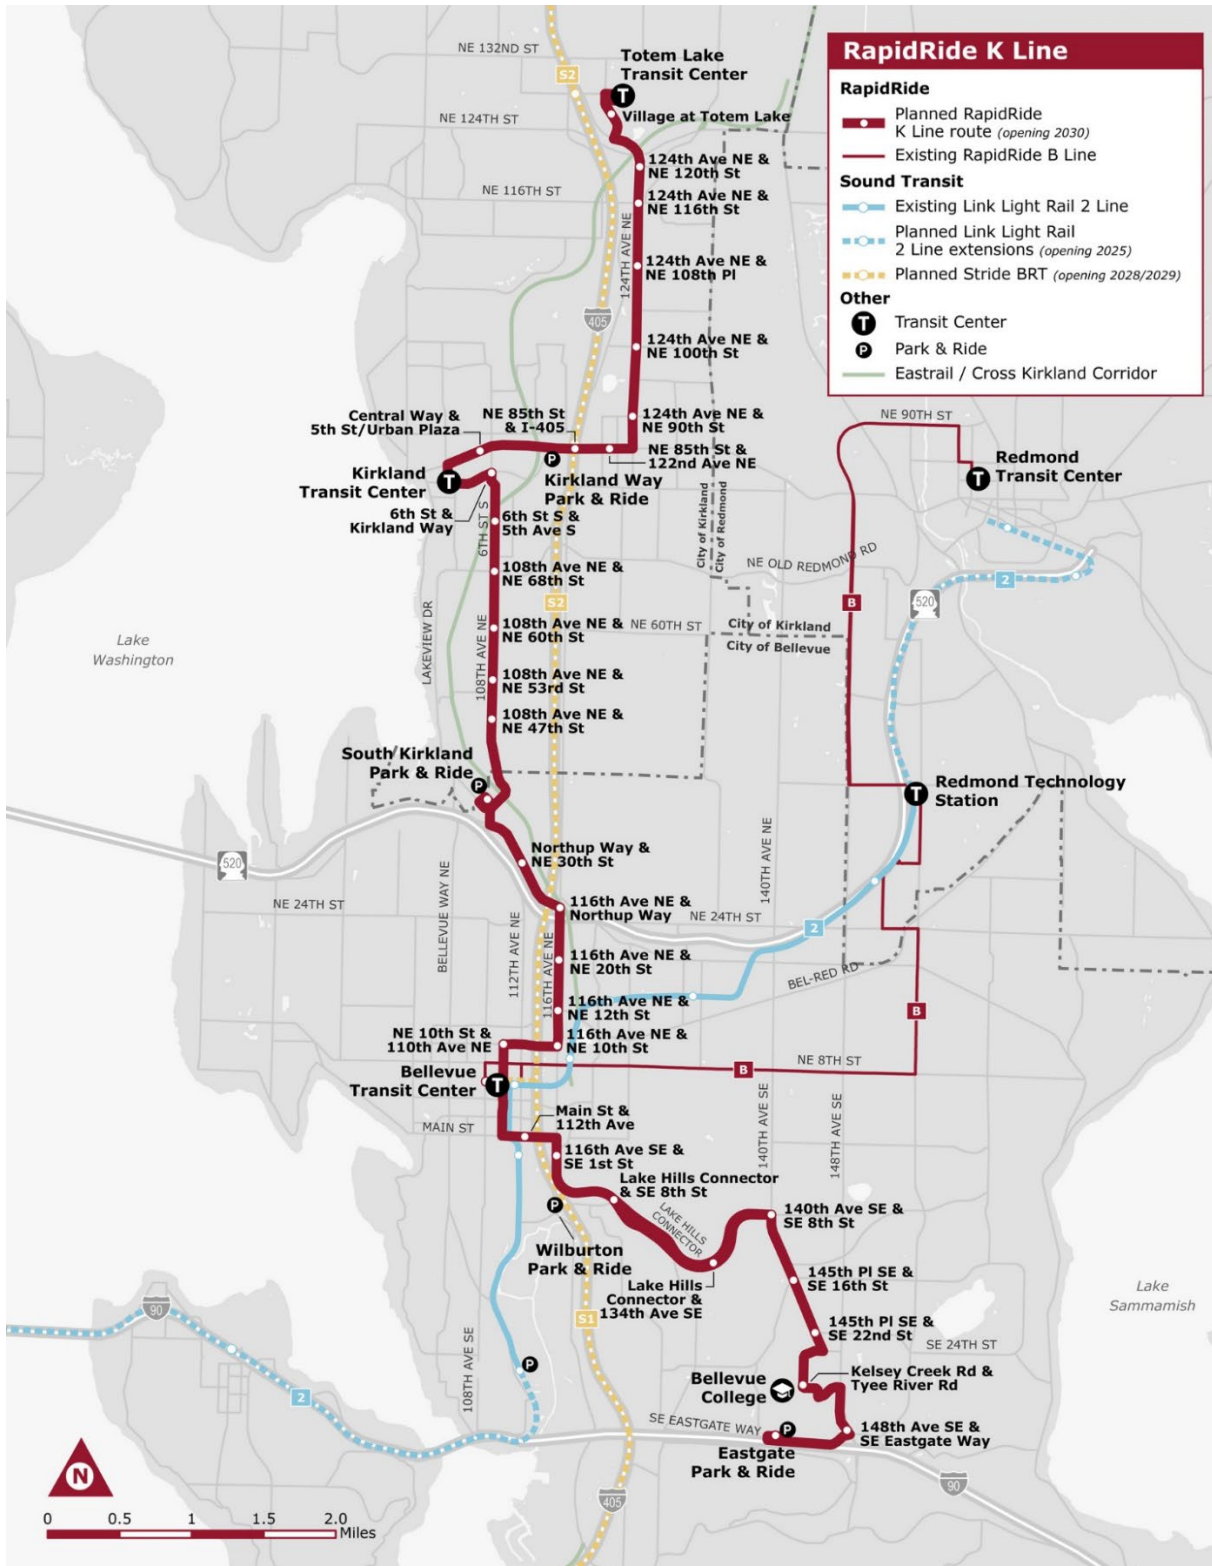 RapidRide K Line
RapidRide
Planned RapidRide
K Line route (opening 2030)
Existing RapidRide B Line
Sound Transit
Existing Link Light Rail 2 Line
Planned Link Light Rail
2 Line extensions (opening 2025)
Planned Stride BRT (opening 2028/2029)
Other
T
Transit Center
P
Park & Ride
Eastrail / Cross Kirkland Corridor
NE 132ND ST
Totem Lake
Transit Center
T
S2
Village at Totem Lake
NE 124TH ST
124th Ave NE &
NE 120th St
NE 116TH ST
124th Ave NE &
NE 116th St
124TH AVE NE
124th Ave NE &
NE 108th Pl
405
124th Ave NE &
NE 100th St
Central Way &
5th St/Urban Plaza
NE 85th St
& I-405
124th Ave NE &
NE 90th St
NE 90TH ST
NE 85th St &
122nd Ave NE
P
Kirkland
Transit Center
T
Kirkland Way
Park & Ride
Redmond
Transit Center
T
6th St &
Kirkland Way
6TH ST S
6th St S &
5th Ave S
City of Kirkland
City of Redmond
NE OLD REDMOND RD
108th Ave NE &
NE 68th St
2
520
S2
B
LAKEVIEW DR
108TH AVE NE
108th Ave NE &
NE 60th St
NE 60TH ST
City of Kirkland
City of Bellevue
Lake
Washington
108th Ave NE &
NE 53rd St
108th Ave NE &
NE 47th St
South Kirkland
Park & Ride
P
T
Redmond Technology
Station
520
Northup Way &
NE 30th St
140TH AVE NE
BELLEVUE WAY NE
NE 24TH ST
116th Ave NE &
Northup Way
NE 24TH ST
2
112TH AVE NE
116TH AVE NE
116th Ave NE &
NE 20th St
BEL-RED RD
116th Ave NE &
NE 12th St
B
NE 10th St &
110th Ave NE
116th Ave NE &
NE 10th St
NE 8TH ST
B
Bellevue
Transit Center
T
Main St &
112th Ave
MAIN ST
140TH AVE SE
148TH AVE SE
116th Ave SE &
SE 1st St
Lake Hills Connector
& SE 8th St
P
LAKE HILLS
CONNECTOR
140th Ave SE &
SE 8th St
Wilburton
Park & Ride
Lake Hills
Connector &
134th Ave SE
145th Pl SE &
SE 16th St
Lake
Sammamish
90
S1
145th Pl SE &
SE 22nd St
SE 24TH ST
108TH AVE SE
P
Bellevue
College
Kelsey Creek Rd &
Tyee River Rd
2
SE EASTGATE WAY
P
148th Ave SE &
SE Eastgate Way
Eastgate
Park & Ride
90
405
N
0 0.5 1 1.5 2.0
Miles